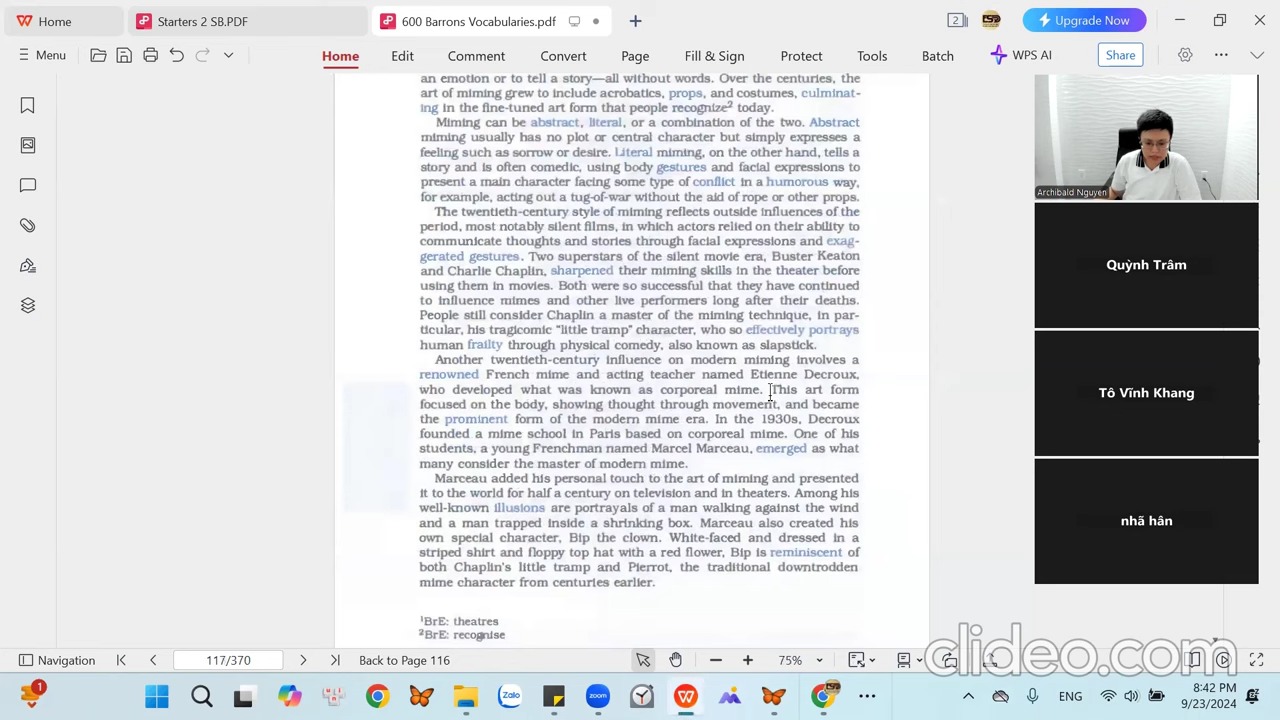 Home
Starters 2 SB.PDF
600 Barrons Vocabularies.pdf
2
Upgrade Now
Menu
Home
Edit
Comment
Convert
Page
Fill & Sign
Protect
Tools
Batch
WPS AI
Share
an emotion or to tell a story—all without words. Over the centuries, the
art of miming grew to include acrobatics, props, and costumes, culminat-
ing in the fine-tuned art form that people recognize² today.
Miming can be abstract, literal, or a combination of the two. Abstract
miming usually has no plot or central character but simply expresses a
feeling such as sorrow or desire. Literal miming, on the other hand, tells a
story and is often comedic, using body gestures and facial expressions to
present a main character facing some type of conflict in a humorous way,
for example, acting out a tug-of-war without the aid of rope or other props.
The twentieth-century style of miming reflects outside influences of the
period, most notably silent films, in which actors relied on their ability to
communicate thoughts and stories through facial expressions and exag-
gerated gestures. Two superstars of the silent movie era, Buster Keaton
and Charlie Chaplin, sharpened their miming skills in the theater before
using them in movies. Both were so successful that they have continued
to influence mimes and other live performers long after their deaths.
People still consider Chaplin a master of the miming technique, in par-
ticular, his tragicomic "little tramp" character, who so effectively portrays
human frailty through physical comedy, also known as slapstick.
Another twentieth-century influence on modern miming involves a
renowned French mime and acting teacher named Etienne Decroux,
who developed what was known as corporeal mime. This art form
focused on the body, showing thought through movement, and became
the prominent form of the modern mime era. In the 1930s, Decroux
founded a mime school in Paris based on corporeal mime. One of his
students, a young Frenchman named Marcel Marceau, emerged as what
many consider the master of modern mime.
Marceau added his personal touch to the art of miming and presented
it to the world for half a century on television and in theaters. Among his
well-known illusions are portrayals of a man walking against the wind
and a man trapped inside a shrinking box. Marceau also created his
own special character, Bip the clown. White-faced and dressed in a
striped shirt and floppy top hat with a red flower, Bip is reminiscent of
both Chaplin's little tramp and Pierrot, the traditional downtrodden
mime character from centuries earlier.
¹BrE: theatres
²BrE: recognise
Archibald Nguyen
Quỳnh Trâm
Tô Vĩnh Khang
nhã hân
Navigation
117/370
Back to Page 116
75%
clideo.com
1
Zalo
zoom
ENG
8:42 PM
9/23/2024